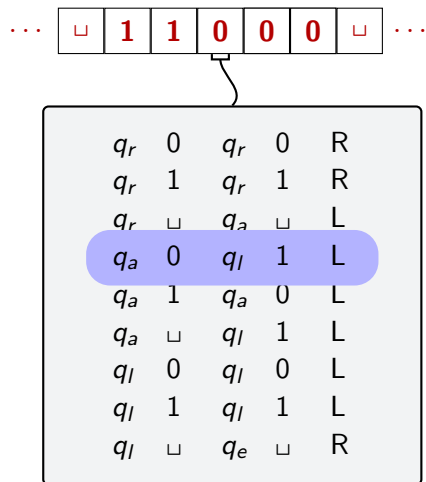 ··· ␣ 1 1 0 0 0 ␣ ···
q_r 0 q_r 0 R
q_r 1 q_r 1 R
q_r ␣ q_a ␣ L
q_a 0 q_l 1 L
q_a 1 q_a 0 L
q_a ␣ q_l 1 L
q_l 0 q_l 0 L
q_l 1 q_l 1 L
q_l ␣ q_e ␣ R